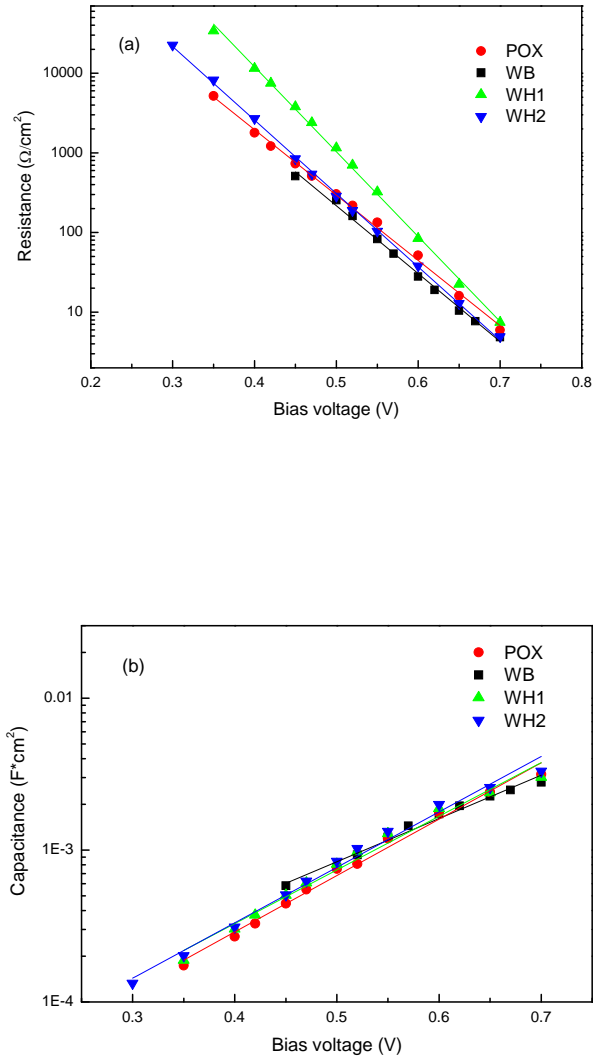 (a)
POX
WB
WH1
WH2
10000
1000
100
10
Resistance (Ω/cm²)
0.2 0.3 0.4 0.5 0.6 0.7 0.8
Bias voltage (V)
(b)
POX
WB
WH1
WH2
0.01
1E-3
1E-4
Capacitance (F*cm²)
0.3 0.4 0.5 0.6 0.7
Bias voltage (V)